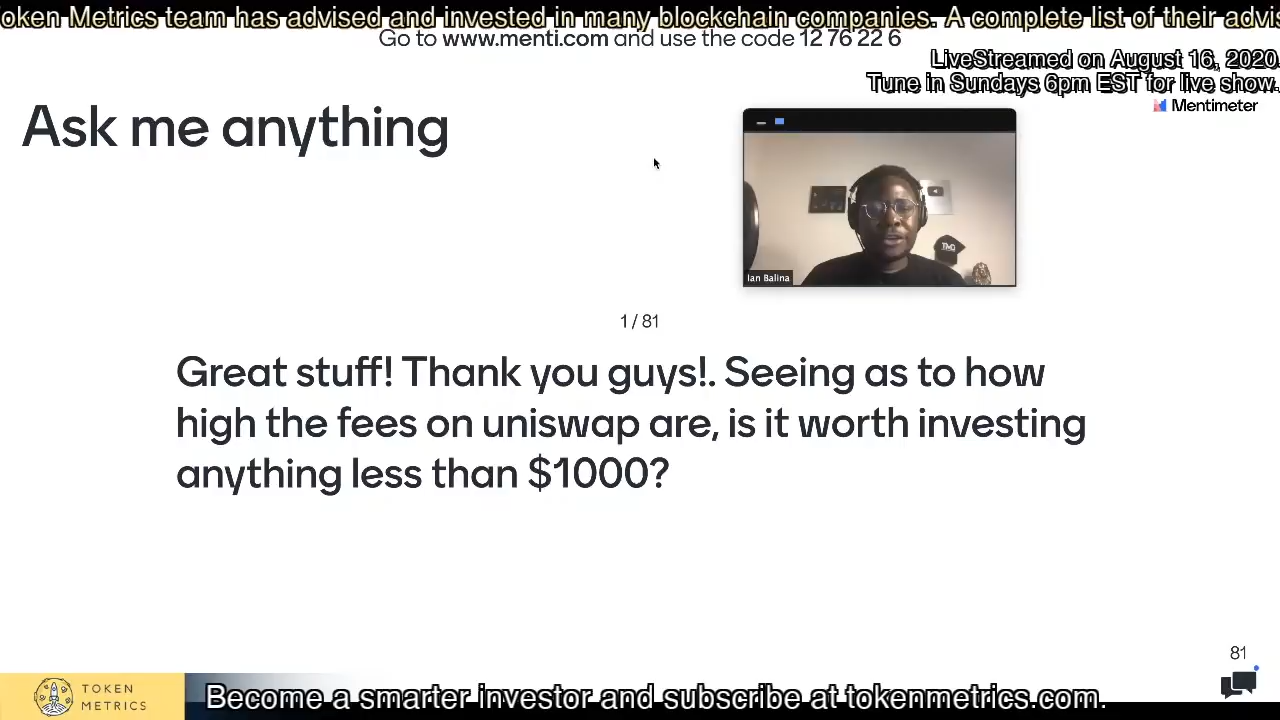 oken Metrics team has advised and invested in many blockchain companies. A complete list of their advis
Go to www.menti.com and use the code 12 76 22 6
LiveStreamed on August 16, 2020.
Tune in Sundays 6pm EST for live show.
Mentimeter
Ask me anything
Ian Balina
1 / 81
Great stuff! Thank you guys!. Seeing as to how
high the fees on uniswap are, is it worth investing
anything less than $1000?
81
TOKEN
METRICS
Become a smarter investor and subscribe at tokenmetrics.com.